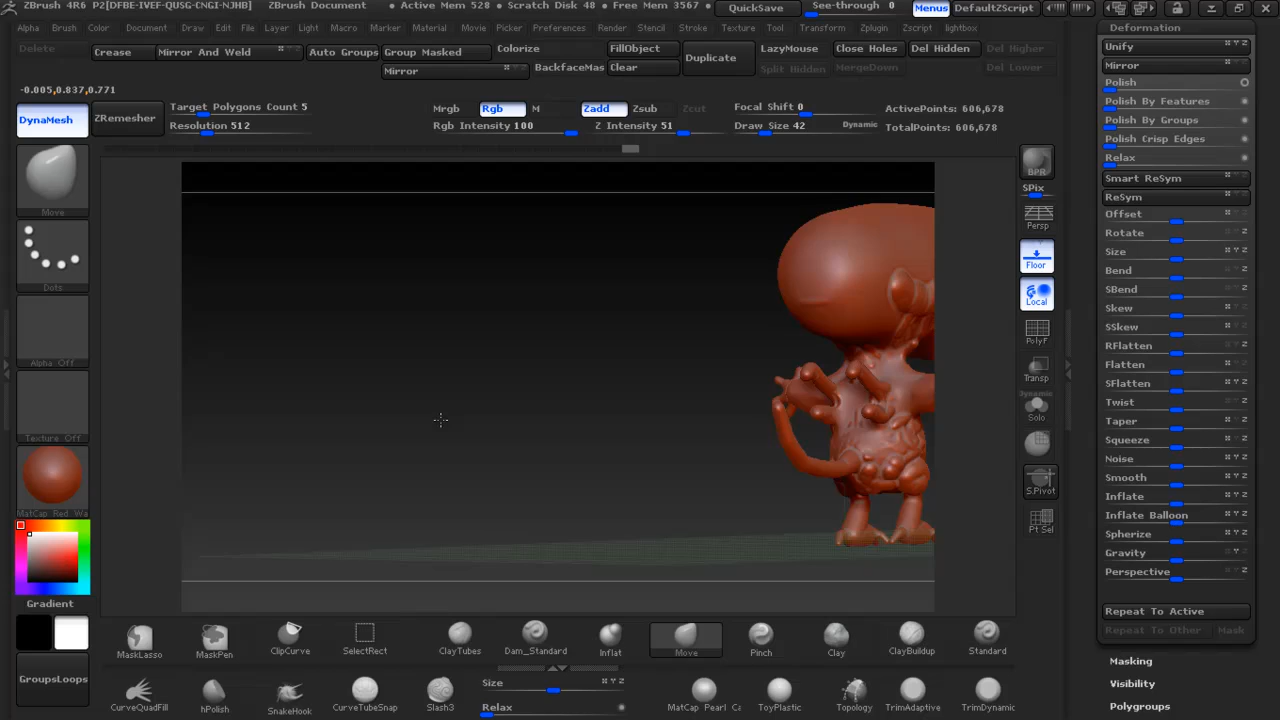 ZBrush 4R6 P2[DFBE-IVEF-QUSG-CNGI-NJHB] ZBrush Document • Active Mem 528 • Scratch Disk 48 • Free Mem 3567 • QuickSave See-through 0 Menus DefaultZScript
Alpha Brush Color Document Draw Edit File Layer Light Macro Marker Material Movie Picker Preferences Render Stencil Stroke Texture Tool Transform Zplugin Zscript lightbox
Delete Crease Mirror And Weld Auto Groups Group Masked Colorize FillObject Duplicate LazyMouse Close Holes Del Hidden Del Higher
Mirror BackfaceMas Clear Split Hidden MergeDown Del Lower
-0.005,0.837,0.771
DynaMesh ZRemesher Target Polygons Count 5 Mrgb Rgb M Zadd Zsub Zcut Focal Shift 0 ActivePoints: 606,678
Resolution 512 Rgb Intensity 100 Z Intensity 51 Draw Size 42 Dynamic TotalPoints: 606,678
Move
Dots
Alpha Off
Texture Off
MatCap Red Wa
Gradient
GroupsLoops
BPR
SPix
Persp
Floor
Local
PolyF
Transp
Dynamic
Solo
S.Pivot
Pt Sel
Deformation
Unify
Mirror
Polish
Polish By Features
Polish By Groups
Polish Crisp Edges
Relax
Smart ReSym
ReSym
Offset
Rotate
Size
Bend
SBend
Skew
SSkew
RFlatten
Flatten
SFlatten
Twist
Taper
Squeeze
Noise
Smooth
Inflate
Inflate Balloon
Spherize
Gravity
Perspective
Repeat To Active
Repeat To Other Mask
Masking
Visibility
Polygroups
MaskLasso MaskPen ClipCurve SelectRect ClayTubes Dam_Standard Inflat Move Pinch Clay ClayBuildup Standard
CurveQuadFill hPolish SnakeHook CurveTubeSnap Slash3 Size MatCap Pearl Ca ToyPlastic Topology TrimAdaptive TrimDynamic
Relax